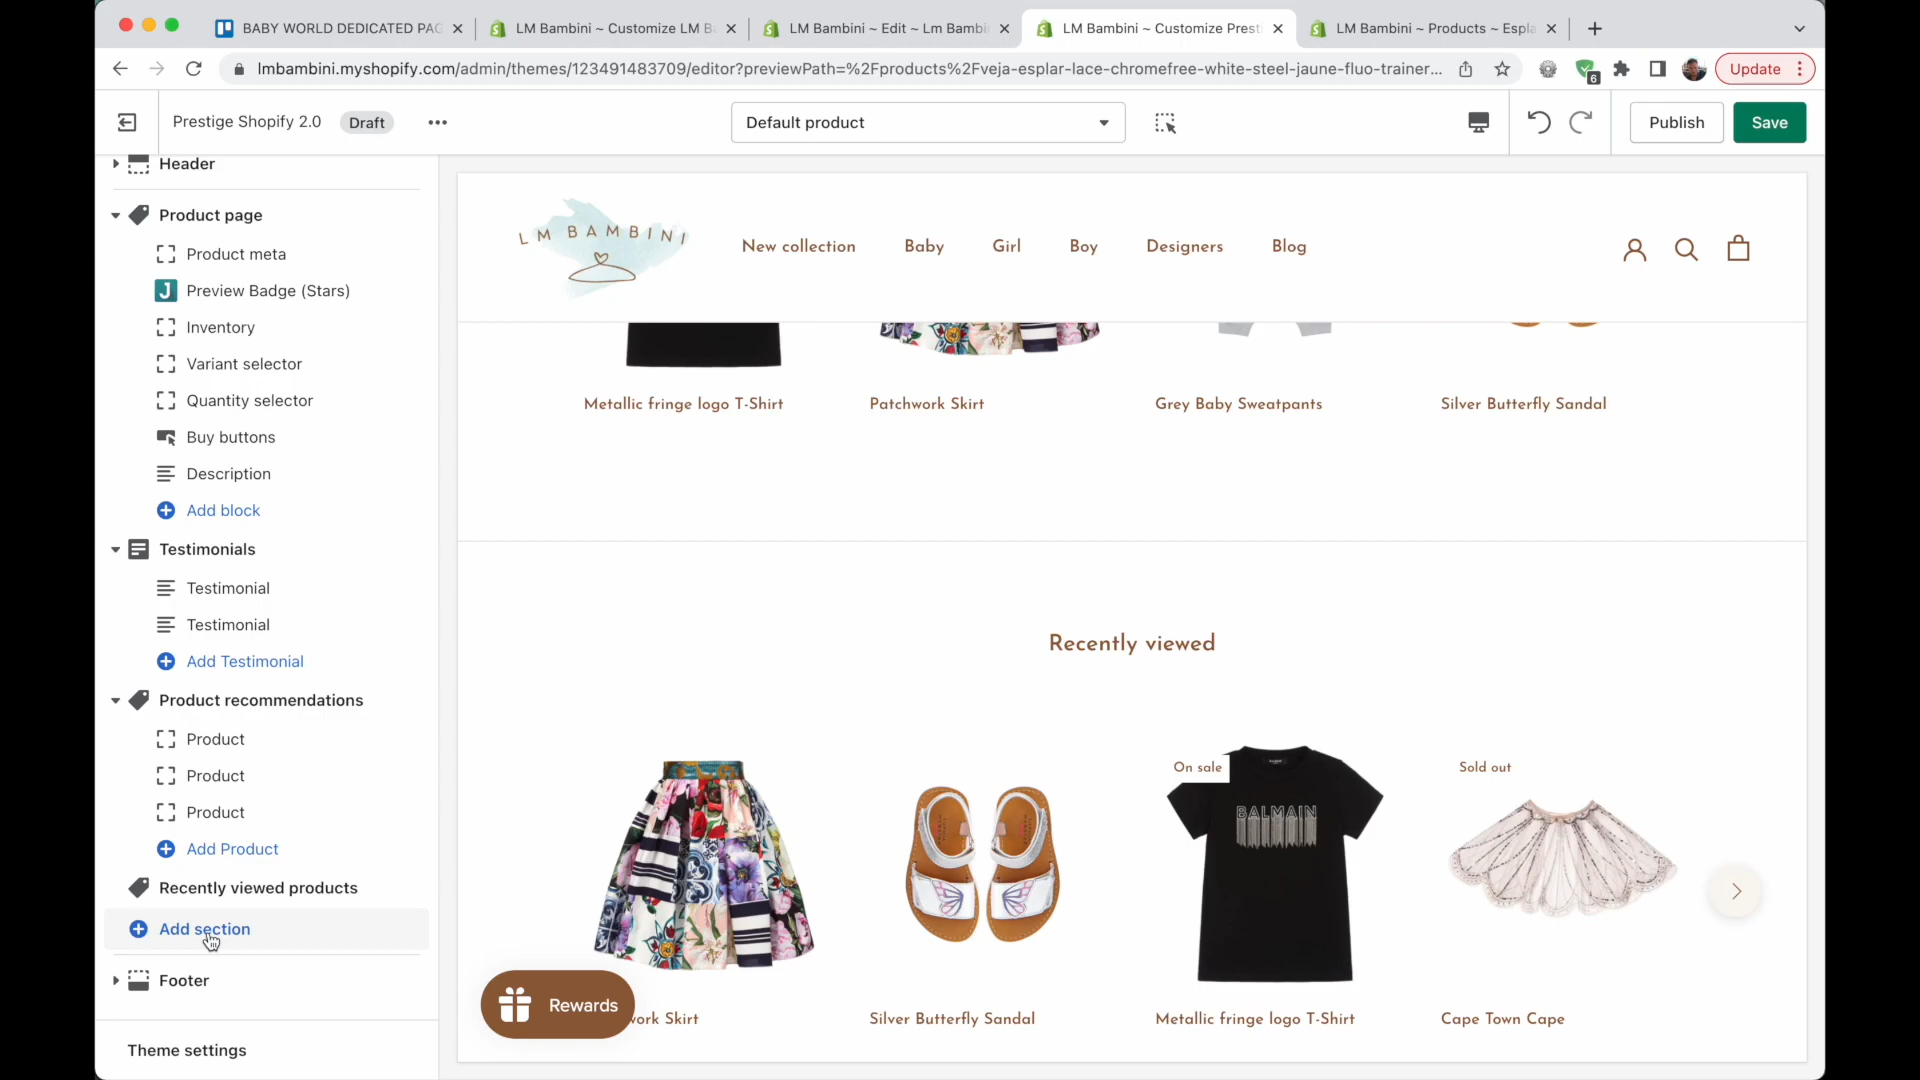 BABY WORLD DEDICATED PAG
LM Bambini ~ Customize LM B
LM Bambini ~ Edit ~ Lm Bambi
LM Bambini ~ Customize Presti
LM Bambini ~ Products ~ Espla
lmbambini.myshopify.com/admin/themes/123491483709/editor?previewPath=%2Fproducts%2Fveja-esplar-lace-chromefree-white-steel-jaune-fluo-trainer...
6
Update
Prestige Shopify 2.0
Draft
Default product
Publish
Save
Header
Product page
Product meta
Preview Badge (Stars)
Inventory
Variant selector
Quantity selector
Buy buttons
Description
Add block
Testimonials
Testimonial
Testimonial
Add Testimonial
Product recommendations
Product
Product
Product
Add Product
Recently viewed products
Add section
Footer
Theme settings
LM BAMBINI
New collection
Baby
Girl
Boy
Designers
Blog
Metallic fringe logo T-Shirt
Patchwork Skirt
Grey Baby Sweatpants
Silver Butterfly Sandal
Recently viewed
On sale
BALMAIN
Sold out
Rewards
work Skirt
Silver Butterfly Sandal
Metallic fringe logo T-Shirt
Cape Town Cape